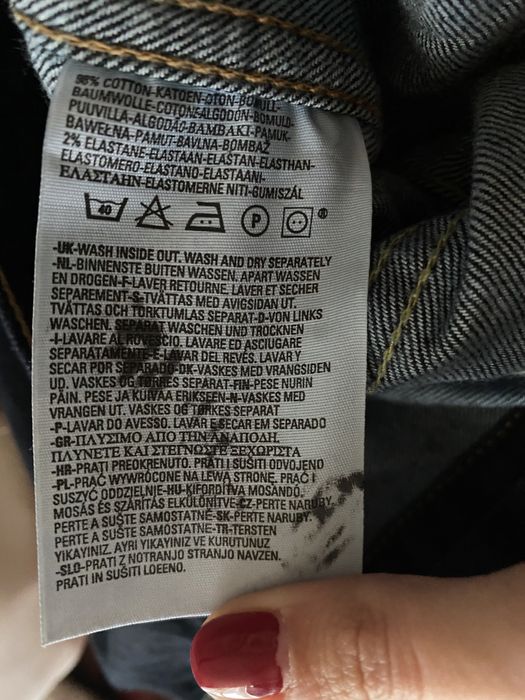 98% COTTON-KATOEN-OTON-BOMULL-
BAUMWOLLE-COTONE-ALGODÓN-BOMULD-
PUUVILLA-ALGODÃO-ΒΑΜΒΑΚΙ-PAMUK-
BAWEŁNA-PAMUT-BAVLNA-BOMBAŽ
2% ELASTANE-ELASTAAN-ELASTAN-ELASTHAN-
ELASTOMERO-ELASTANO-ELASTAANI-
ΕΛΑΣΤΑΗΝ-ELASTOMERNE NITI-GUMISZÁL
40 P ®
-UK-WASH INSIDE OUT. WASH AND DRY SEPARATELY
-NL-BINNENSTE BUITEN WASSEN. APART WASSEN
EN DROGEN-F-LAVER RETOURNE. LAVER ET SECHER
SEPAREMENT-S-TVÄTTAS MED AVIGSIDAN UT.
TVÄTTAS OCH TORKTUMLAS SEPARAT-D-VON LINKS
WASCHEN. SEPARAT WASCHEN UND TROCKNEN
-I-LAVARE AL ROVESCIO. LAVARE ED ASCIUGARE
SEPARATAMENTE-E-LAVAR DEL REVÉS. LAVAR Y
SECAR POR SEPARADO-DK-VASKES MED VRANGSIDEN
UD. VASKES OG TØRRES SEPARAT-FIN-PESE NURIN
PÄIN. PESE JA KUIVAA ERIKSEEN-N-VASKES MED
VRANGEN UT. VASKES OG TØRKES SEPARAT
-P-LAVAR DO AVESSO. LAVAR E SECAR EM SEPARADO
-GR-ΠΛΥΣΙΜΟ ΑΠΟ ΤΗΝ ΑΝΑΠΟΔΗ.
ΠΛΥΝΕΤΕ ΚΑΙ ΣΤΕΓΝΩΣΤΕ ΞΕΧΩΡΙΣΤΑ
-HR-PRATI PREOKRENUTO. PRATI I SUŠITI ODVOJENO
-PL-PRAĆ WYWRÓCONE NA LEWĄ STRONĘ. PRAĆ I
SUSZYĆ ODDZIELNIE-HU-KIFORDÍTVA MOSANDÓ.
MOSÁS ÉS SZÁRÍTÁS ELKÜLÖNÍTVE-CZ-PERTE NARUBY.
PERTE A SUŠTE SAMOSTATNĚ-SK-PERTE NARUBY.
PERTE A SUŠTE SAMOSTATNE-TR-TERSTEN
YIKAYINIZ. AYRI YIKAYINIZ VE KURUTUNUZ
-SLO-PRATI Z NOTRANJO STRANJO NAVZEN.
PRATI IN SUŠITI LOEENO.